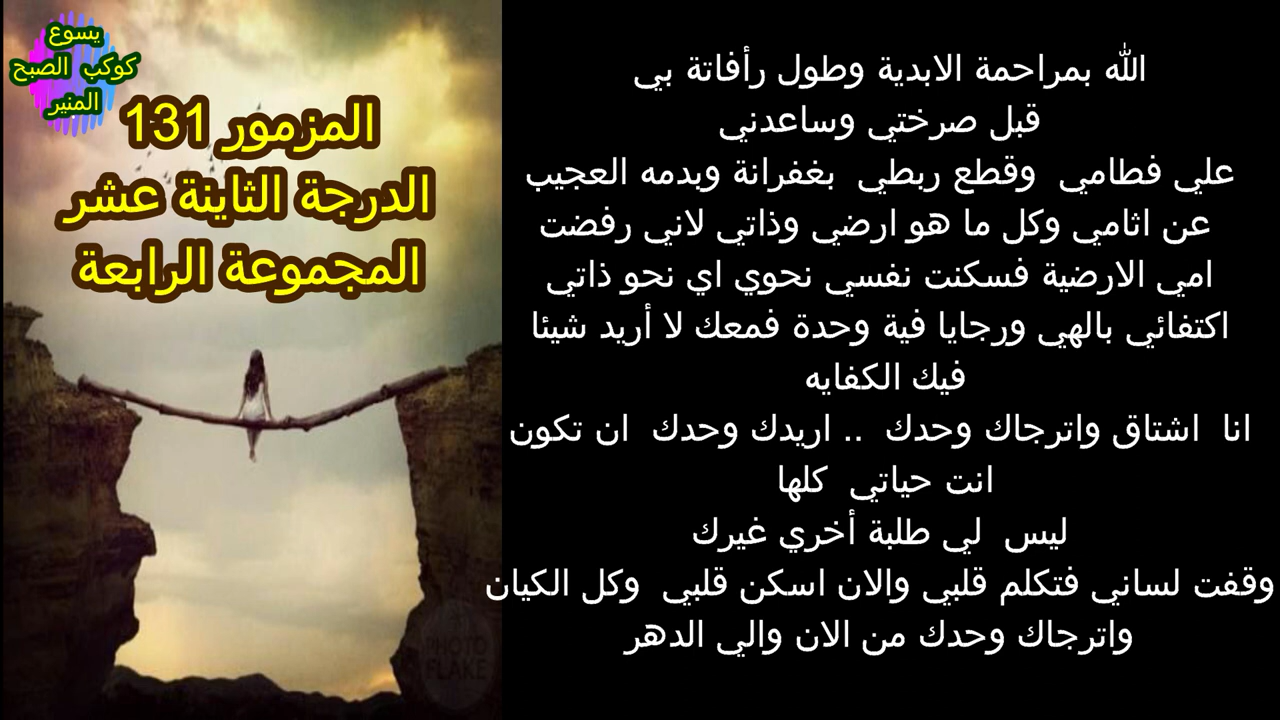 يسوع
كوكب الصبح
المنير
المزمور 131
الدرجة الثاينة عشر
المجموعة الرابعة
الله بمراحمة الابدية وطول رأفاتة بي
قبل صرختي وساعدني
علي فطامي وقطع ربطي بغفرانة وبدمه العجيب
عن اثامي وكل ما هو ارضي وذاتي لاني رفضت
امي الارضية فسكنت نفسي نحوي اي نحو ذاتي
اكتفائي بالهي ورجايا فية وحدة فمعك لا أريد شيئا
فيك الكفايه
انا اشتاق واترجاك وحدك .. اريدك وحدك ان تكون
انت حياتي كلها
ليس لي طلبة أخري غيرك
وقفت لساني فتكلم قلبي والان اسكن قلبي وكل الكيان
واترجاك وحدك من الان والي الدهر
PHOTO
FLAKE